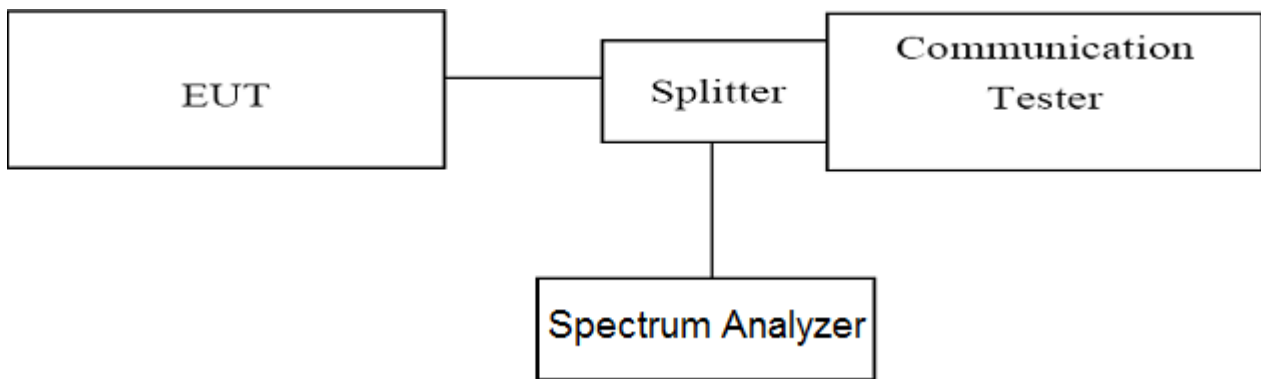 EUT
Splitter
Communication
Tester
Spectrum Analyzer